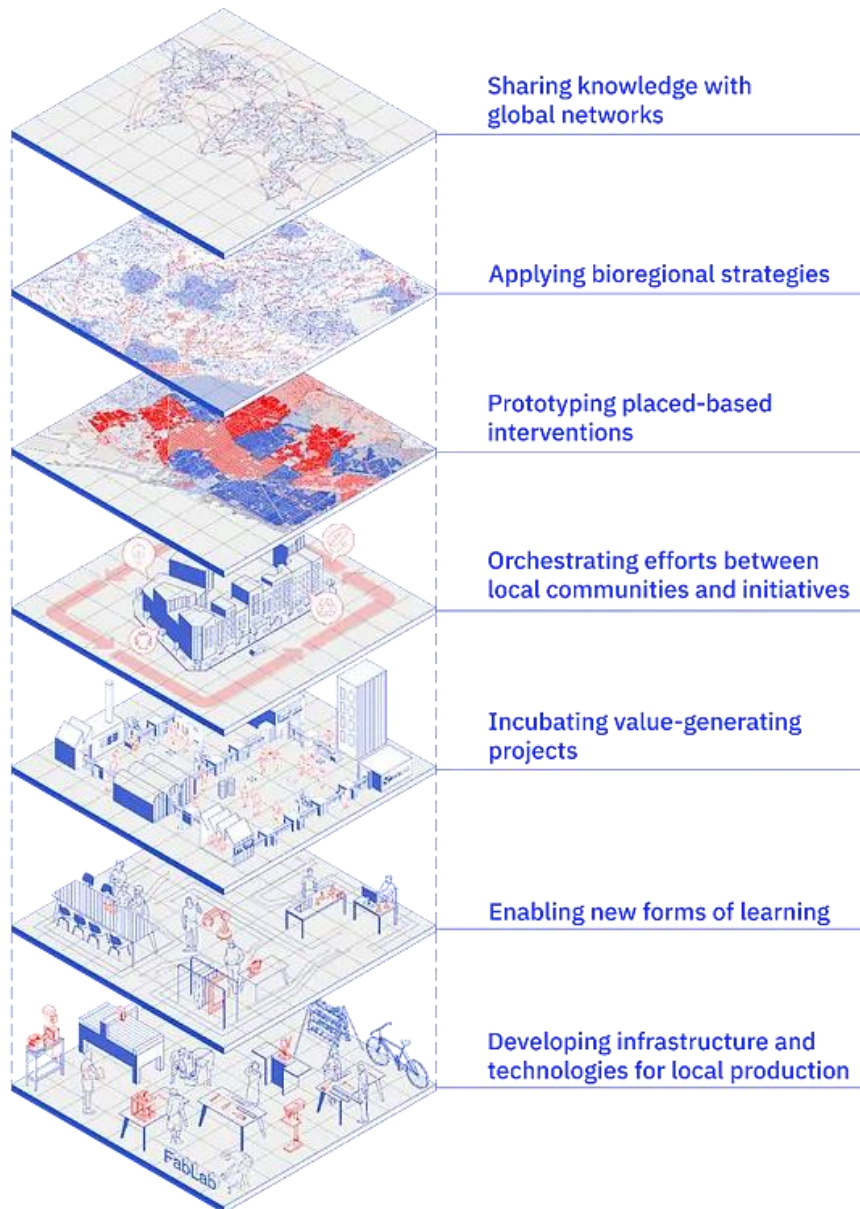 Sharing knowledge with
global networks
Applying bioregional strategies
Prototyping placed-based
interventions
Orchestrating efforts between
local communities and initiatives
Incubating value-generating
projects
Enabling new forms of learning
Developing infrastructure and
technologies for local production
FabLab